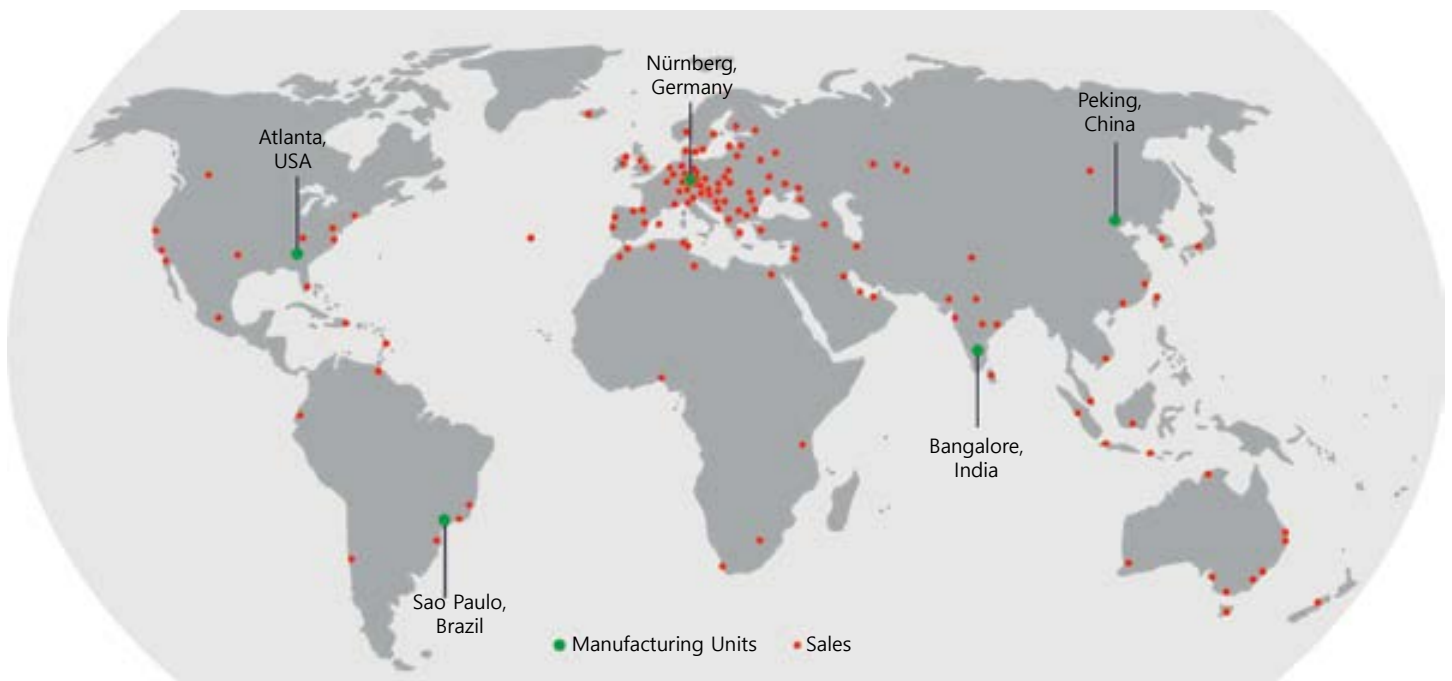 Nürnberg,
Germany
Peking,
China
Atlanta,
USA
Bangalore,
India
Sao Paulo,
Brazil
Manufacturing Units
Sales